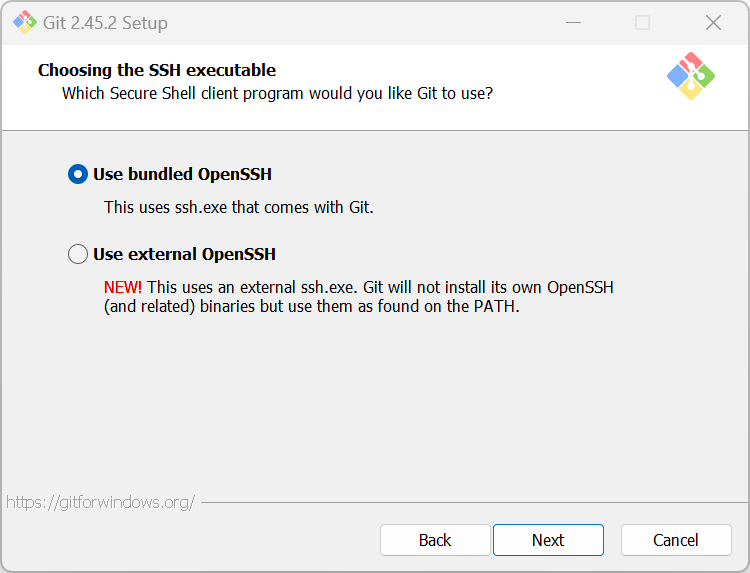 Git 2.45.2 Setup
Choosing the SSH executable
Which Secure Shell client program would you like Git to use?
Use bundled OpenSSH
This uses ssh.exe that comes with Git.
Use external OpenSSH
NEW! This uses an external ssh.exe. Git will not install its own OpenSSH
(and related) binaries but use them as found on the PATH.
https://gitforwindows.org/
Back Next Cancel